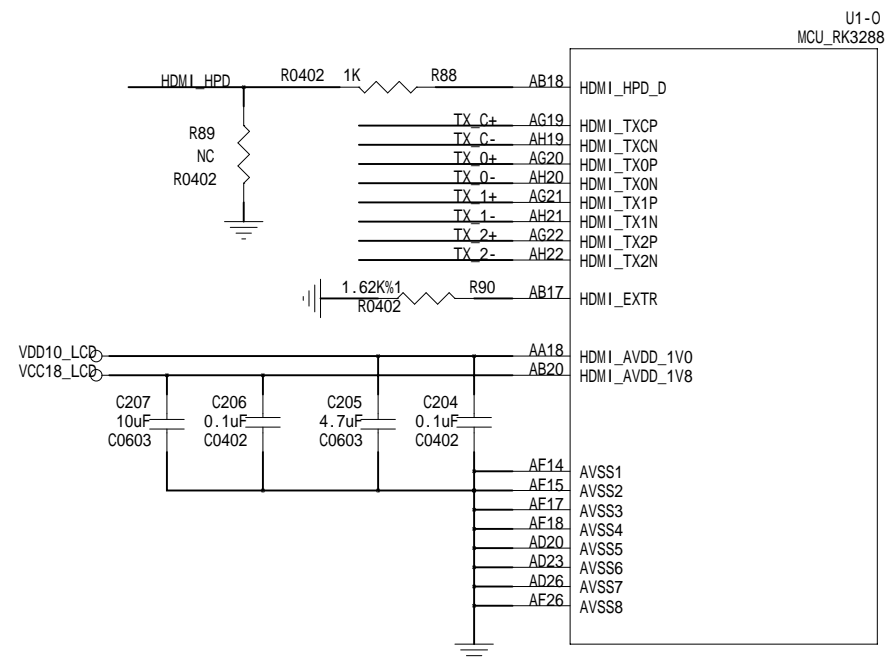 U1-O
MCU_RK3288
HDMI_HPD R0402 1K R88 AB18 HDMI_HPD_D
R89
NC
R0402
TX_C+ AG19 HDMI_TXCP
TX_C- AH19 HDMI_TXCN
TX_0+ AG20 HDMI_TX0P
TX_0- AH20 HDMI_TX0N
TX_1+ AG21 HDMI_TX1P
TX_1- AH21 HDMI_TX1N
TX_2+ AG22 HDMI_TX2P
TX_2- AH22 HDMI_TX2N
1.62K%1 R90 AB17 HDMI_EXTR
R0402
VDD10_LCD AA18 HDMI_AVDD_1V0
VCC18_LCD AB20 HDMI_AVDD_1V8
C207 C206 C205 C204
10uF 0.1uF 4.7uF 0.1uF
C0603 C0402 C0603 C0402
AF14 AVSS1
AF15 AVSS2
AF17 AVSS3
AF18 AVSS4
AD20 AVSS5
AD23 AVSS6
AD26 AVSS7
AF26 AVSS8